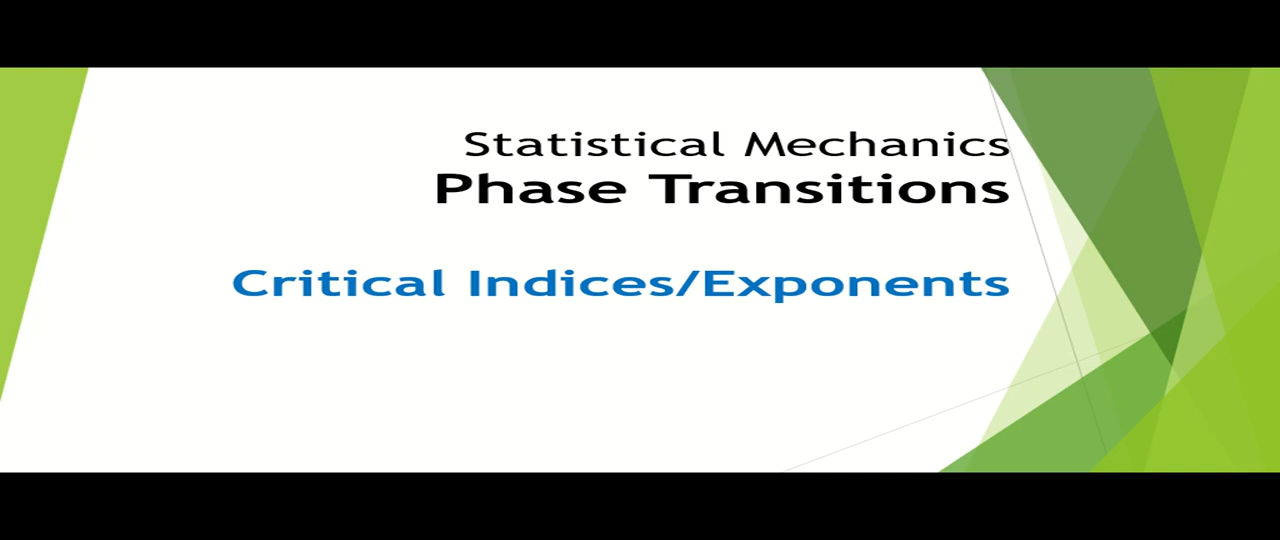 Statistical Mechanics
Phase Transitions
Critical Indices/Exponents